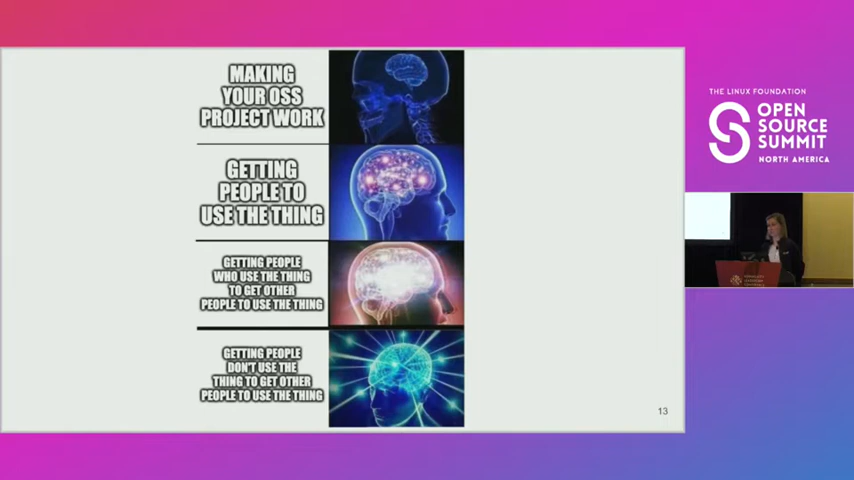 MAKING
YOUR OSS
PROJECT WORK
GETTING
PEOPLE TO
USE THE THING
GETTING PEOPLE
WHO USE THE THING
TO GET OTHER
PEOPLE TO USE THE THING
GETTING PEOPLE
DON'T USE THE
THING TO GET OTHER
PEOPLE TO USE THE THING
13
THE LINUX FOUNDATION
OPEN
SOURCE
SUMMIT
NORTH AMERICA